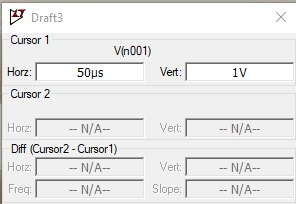 Draft3
Cursor 1
V(n001)
Horz: 50µs Vert: 1V
Cursor 2
Horz: -- N/A-- Vert: -- N/A--
Diff (Cursor2 - Cursor1)
Horz: -- N/A-- Vert: -- N/A--
Freq: -- N/A-- Slope: -- N/A--